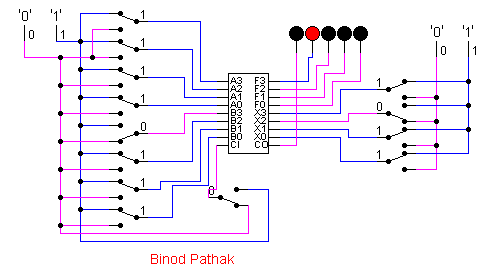 '0' '1' 1 '0' '1'
0 1 0 1
1
A3 F3
1 A2 F2 1
A1 F1
1 A0 F0
B3 X3 0
0 B2 X2
B1 X1 1
1 B0 X0
CI CO 1
1 0
1
Binod Pathak